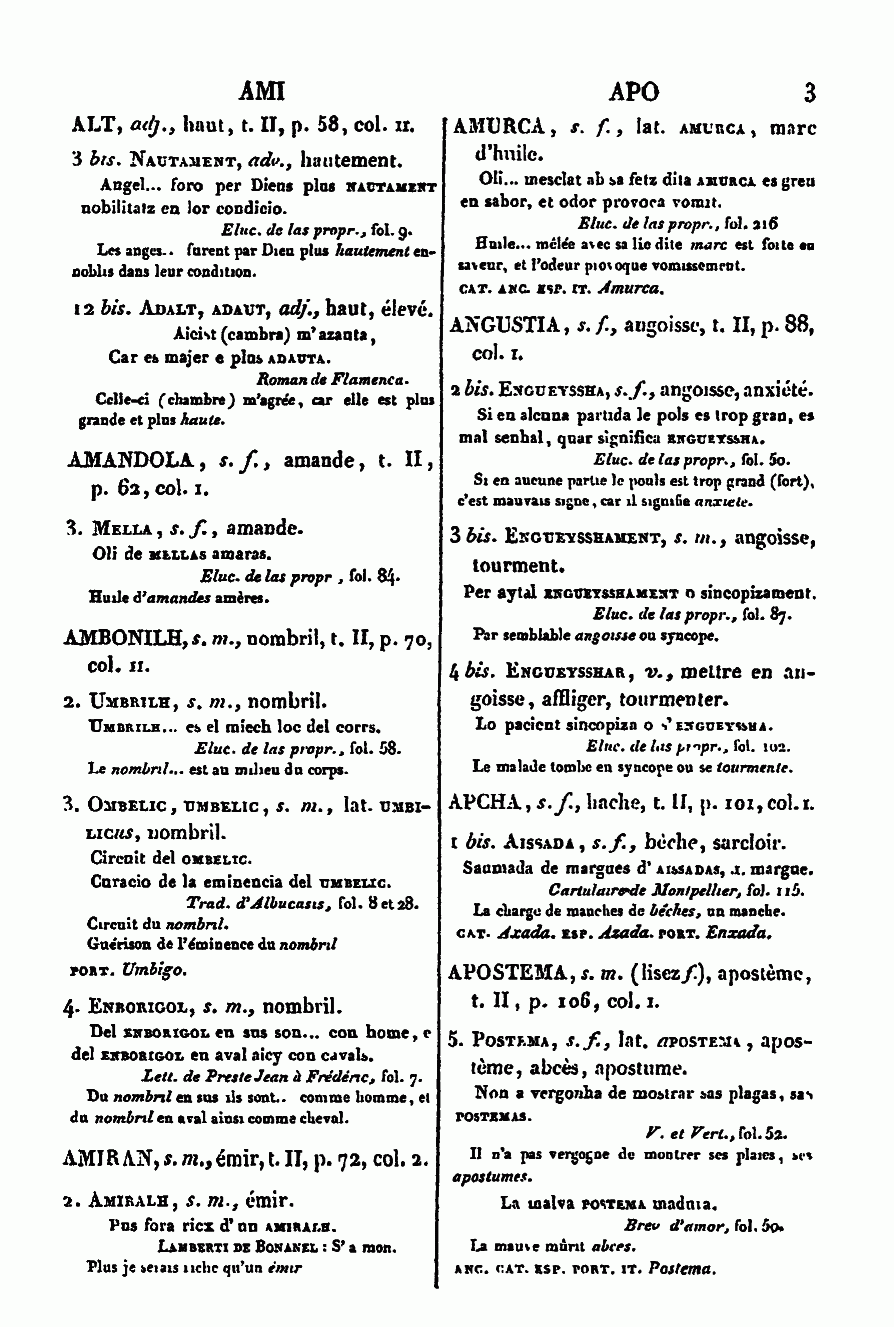 AMI
APO 3
ALT, adj., haut, t. II, p. 58, col. II.
3 bis. NAUTAMENT, adv., hautement.
Angel... foro per Dieus plus NAUTAMENT
nobilitatz en lor condicio.
Eluc. de las propr., fol. 9.
Les anges.. furent par Dieu plus hautement en-
noblis dans leur condition.
12 bis. ADALT, ADAUT, adj., haut, élevé.
Aicist (cambra) m'azauta,
Car es majer e plus ADAUTA.
Roman de Flamenca.
Celle-ci (chambre) m'agrée, car elle est plus
grande et plus haute.
AMANDOLA, s. f., amande, t. II,
p. 62, col. I.
3. MELLA, s. f., amande.
Oli de MELLAS amaras.
Eluc. de las propr , fol. 84.
Huile d'amandes amères.
AMBONILH, s. m., nombril, t. II, p. 70,
col. II.
2. UMBRILH, s. m., nombril.
UMBRILH... es el miech loc del corrs.
Eluc. de las propr., fol. 58.
Le nombril... est au milieu du corps.
3. OMBELIC, UMBELIC, s. m., lat. UMBI-
LICUS, nombril.
Circuit del OMBELIC.
Curacio de la eminencia del UMBELIC.
Trad. d'Albucasis, fol. 8 et 28.
Circuit du nombril.
Guérison de l'éminence du nombril
PORT. Umbigo.
4. ENBORIGOL, s. m., nombril.
Del ENBORIGOL en sus son... con home, e
del ENBORIGOL en aval aicy con cavals.
Lett. de Preste Jean à Frédéric, fol. 7.
Du nombril en sus ils sont.. comme homme, et
du nombril en aval ainsi comme cheval.
AMIRAN, s. m., émir, t. II, p. 72, col. 2.
2. AMIRALH, s. m., émir.
Pus fora ricx d' un AMIRALH.
LAMBERTI DE BONANEL : S' a mon.
Plus je serais riche qu'un émir
AMURCA, s. f., lat. AMURCA, marc
d'huile.
Oli... mesclat ab sa fetz dita AMURCA es greu
en sabor, et odor provoca vomit.
Eluc. de las propr., fol. 216
Huile... mélée avec sa lie dite marc est forte en
saveur, et l'odeur provoque vomissement.
CAT. ANC. ESP. IT. Amurca.
ANGUSTIA, s. f., angoisse, t. II, p. 88,
col. I.
2 bis. ENGUEYSSHA, s. f., angoisse, anxiété.
Si en alcuna partida le pols es trop gran, es
mal senhal, quar significa ENGUEYSSHA.
Eluc. de las propr., fol. 50.
Si en aucune partie le pouls est trop grand (fort),
c'est mauvais signe, car il signifie anxiete.
3 bis. ENGUEYSSHAMENT, s. m., angoisse,
tourment.
Per aytal ENGUEYSSHAMENT o sincopizament.
Eluc. de las propr., fol. 87.
Par semblable angoisse ou syncope.
4 bis. ENGUEYSSHAR, v., mettre en an-
goisse, affliger, tourmenter.
Lo pacient sincopiza o s' ENGUEYSSHA.
Eluc. de las propr., fol. 102.
Le malade tombe en syncope ou se tourmente.
APCHA, s. f., hache, t. II, p. 101, col. I.
I bis. AISSADA, s. f., bèche, sarcloir.
Saumada de margues d' AISSADAS, .I. margue.
Cartulaire de Montpellier, fol. 115.
La charge de manches de béches, un manche.
CAT. Axada. ESP. Azada. PORT. Enxada.
APOSTEMA, s. m. (lisez f.), apostème,
t. II, p. 106, col. I.
5. POSTEMA, s. f., lat. APOSTEMA, apos-
tème, abcès, apostume.
Non a vergonha de mostrar sas plagas, sas
POSTEMAS.
V. et Vert., fol. 52.
Il n'a pas vergogne de montrer ses plaies, ses
apostumes.
La malva POSTEMA madura.
Brev d'amor, fol. 50.
La mauve mûrit abces.
ANC. CAT. ESP. PORT. IT. Postema.